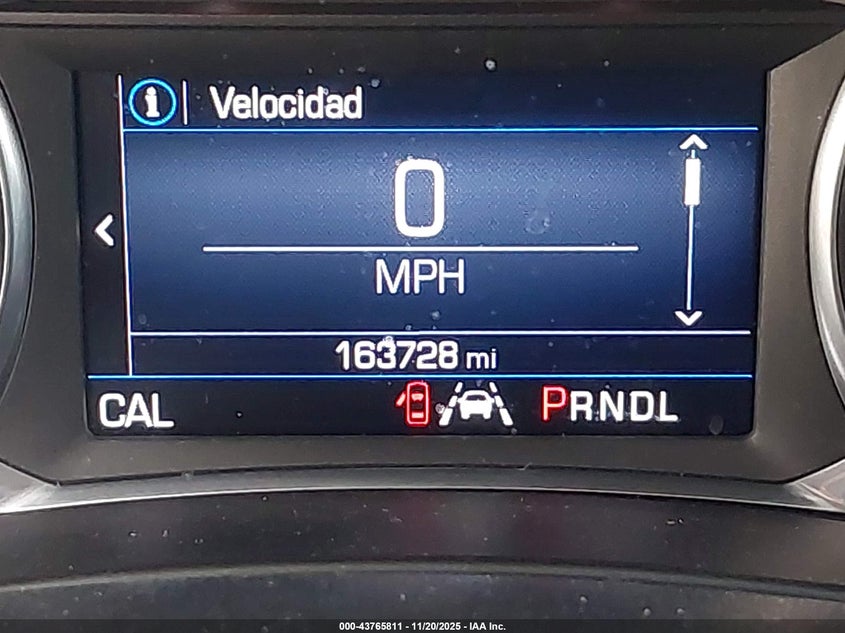 Velocidad
0
MPH
163728 mi
CAL PRNDL
000-43765811 - 11/20/2025 - IAA Inc.